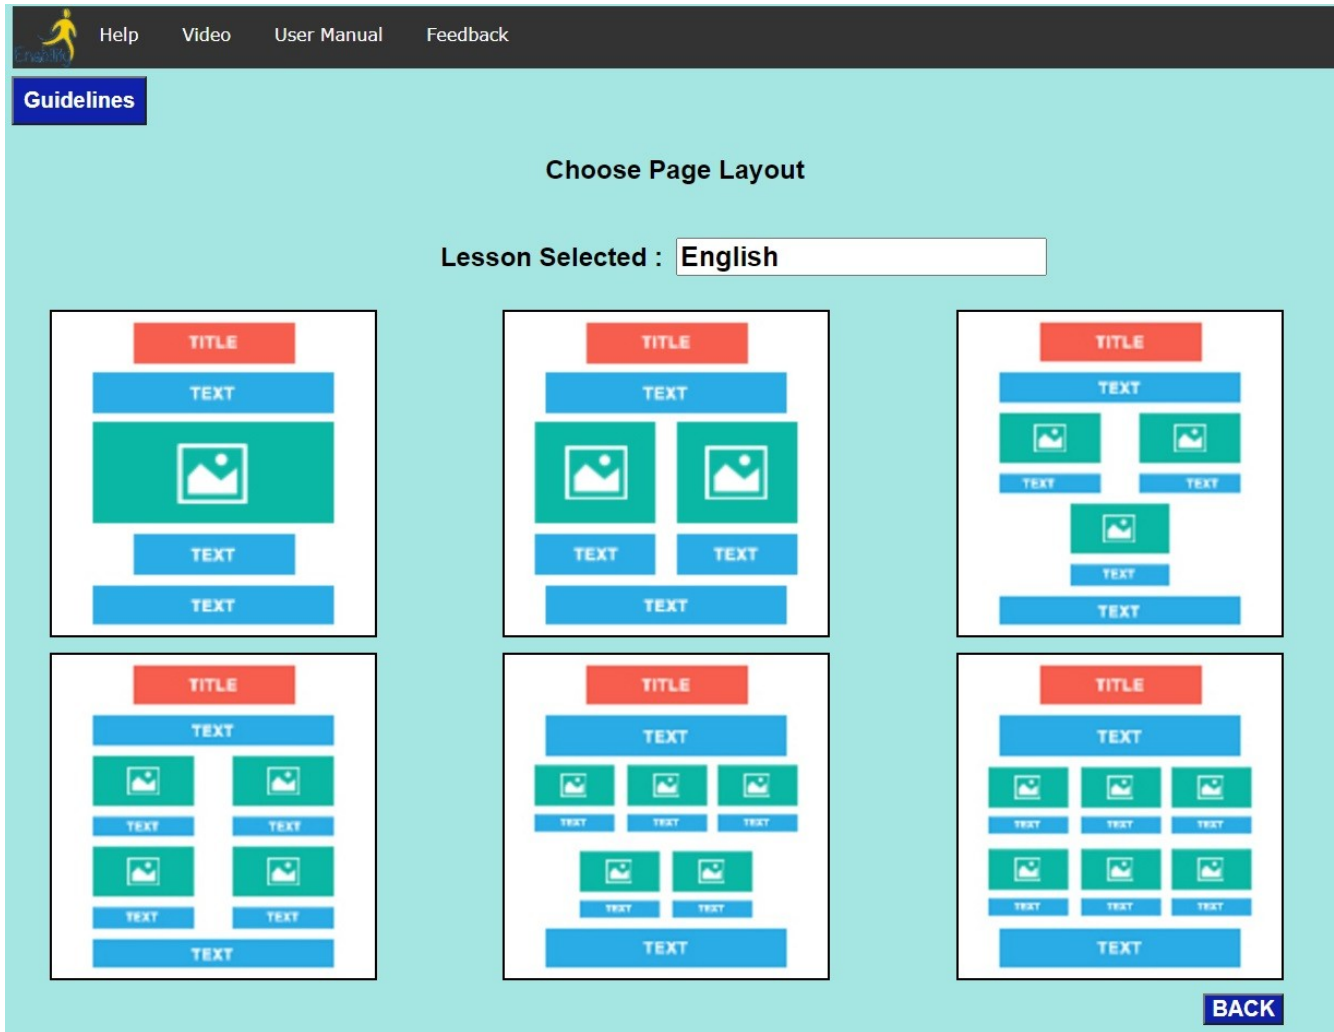 Enability
Help Video User Manual Feedback
Guidelines
Choose Page Layout
Lesson Selected : English
TITLE
TEXT
TEXT
TEXT
TITLE
TEXT
TEXT TEXT
TEXT
TITLE
TEXT
TEXT TEXT
TEXT
TEXT
TITLE
TEXT
TEXT TEXT
TEXT TEXT
TEXT
TITLE
TEXT
TEXT TEXT TEXT
TEXT TEXT
TEXT
TITLE
TEXT
TEXT TEXT TEXT
TEXT TEXT TEXT
TEXT
BACK